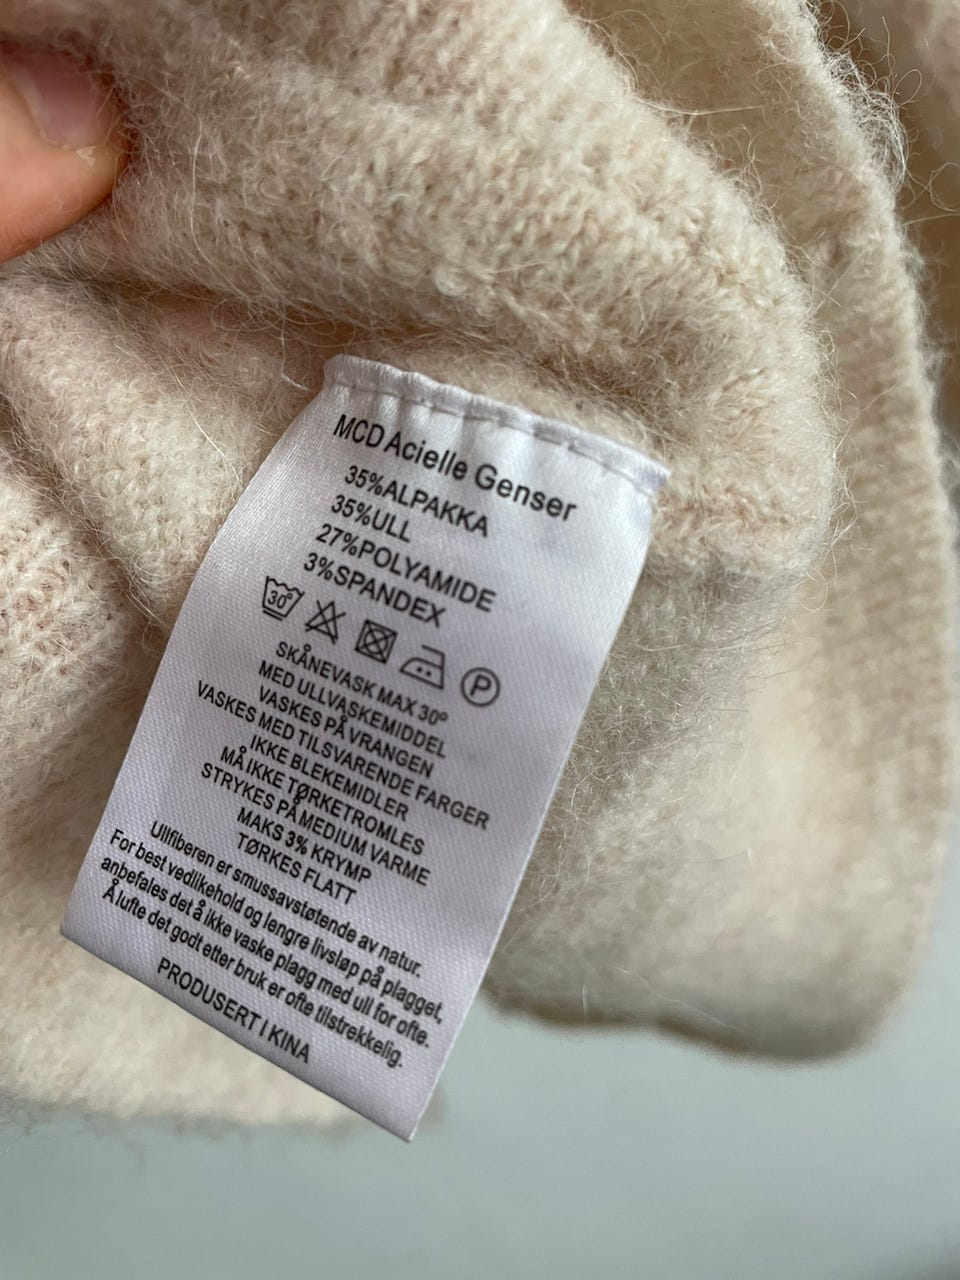 MCD Acielle Genser
35%ALPAKKA
35%ULL
27%POLYAMIDE
3%SPANDEX
30° P
SKÅNEVASK MAX 30º
MED ULLVASKEMIDDEL
VASKES PÅ VRANGEN
VASKES MED TILSVARENDE FARGER
IKKE BLEKEMIDLER
MÅ IKKE TØRKETROMLES
STRYKES PÅ MEDIUM VARME
MAKS 3% KRYMP
TØRKES FLATT
Ullfiberen er smussavstøtende av natur.
For best vedlikehold og lengre livsløp på plagget,
anbefales det å ikke vaske plagg med ull for ofte.
Å lufte det godt etter bruk er ofte tilstrekkelig.
PRODUSERT I KINA